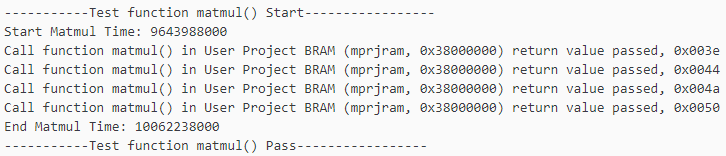 -----------Test function matmul() Start-----------------
Start Matmul Time: 9643988000
Call function matmul() in User Project BRAM (mprjram, 0x38000000) return value passed, 0x003e
Call function matmul() in User Project BRAM (mprjram, 0x38000000) return value passed, 0x0044
Call function matmul() in User Project BRAM (mprjram, 0x38000000) return value passed, 0x004a
Call function matmul() in User Project BRAM (mprjram, 0x38000000) return value passed, 0x0050
End Matmul Time: 10062238000
-----------Test function matmul() Pass-----------------